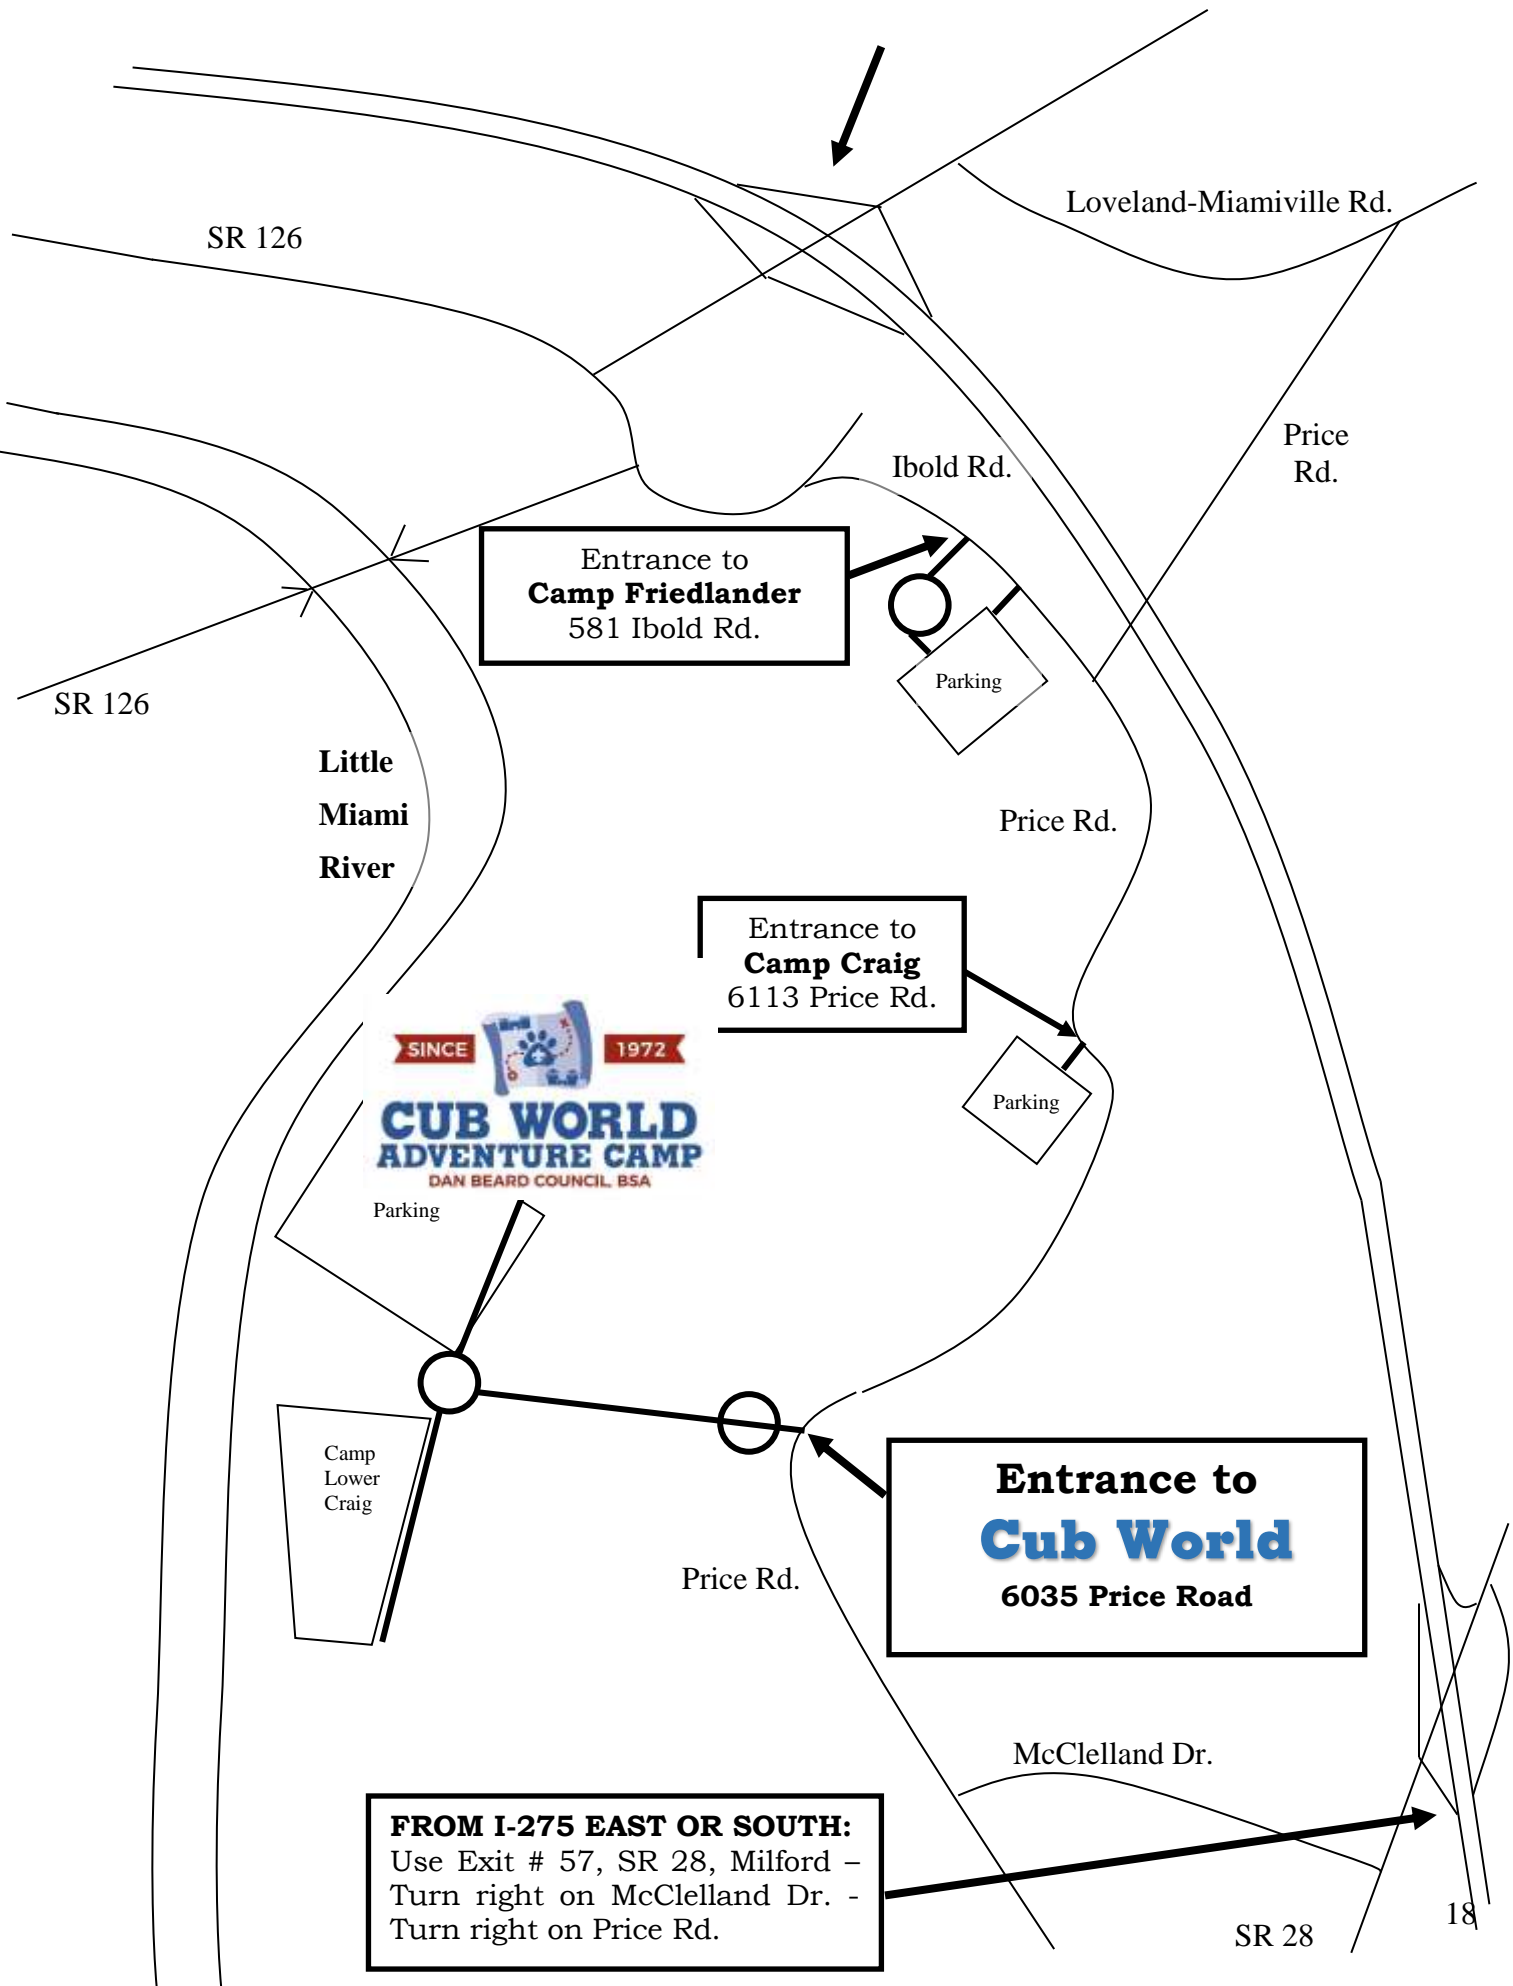 Loveland-Miamiville Rd.
SR 126
Price
Rd.
Ibold Rd.
Entrance to
Camp Friedlander
581 Ibold Rd.
Parking
SR 126
Little
Miami
River
Price Rd.
Entrance to
Camp Craig
6113 Price Rd.
SINCE 1972
CUB WORLD
ADVENTURE CAMP
DAN BEARD COUNCIL, BSA
Parking
Parking
Camp
Lower
Craig
Entrance to
Cub World
6035 Price Road
Price Rd.
McClelland Dr.
FROM I-275 EAST OR SOUTH:
Use Exit # 57, SR 28, Milford –
Turn right on McClelland Dr. -
Turn right on Price Rd.
SR 28
18